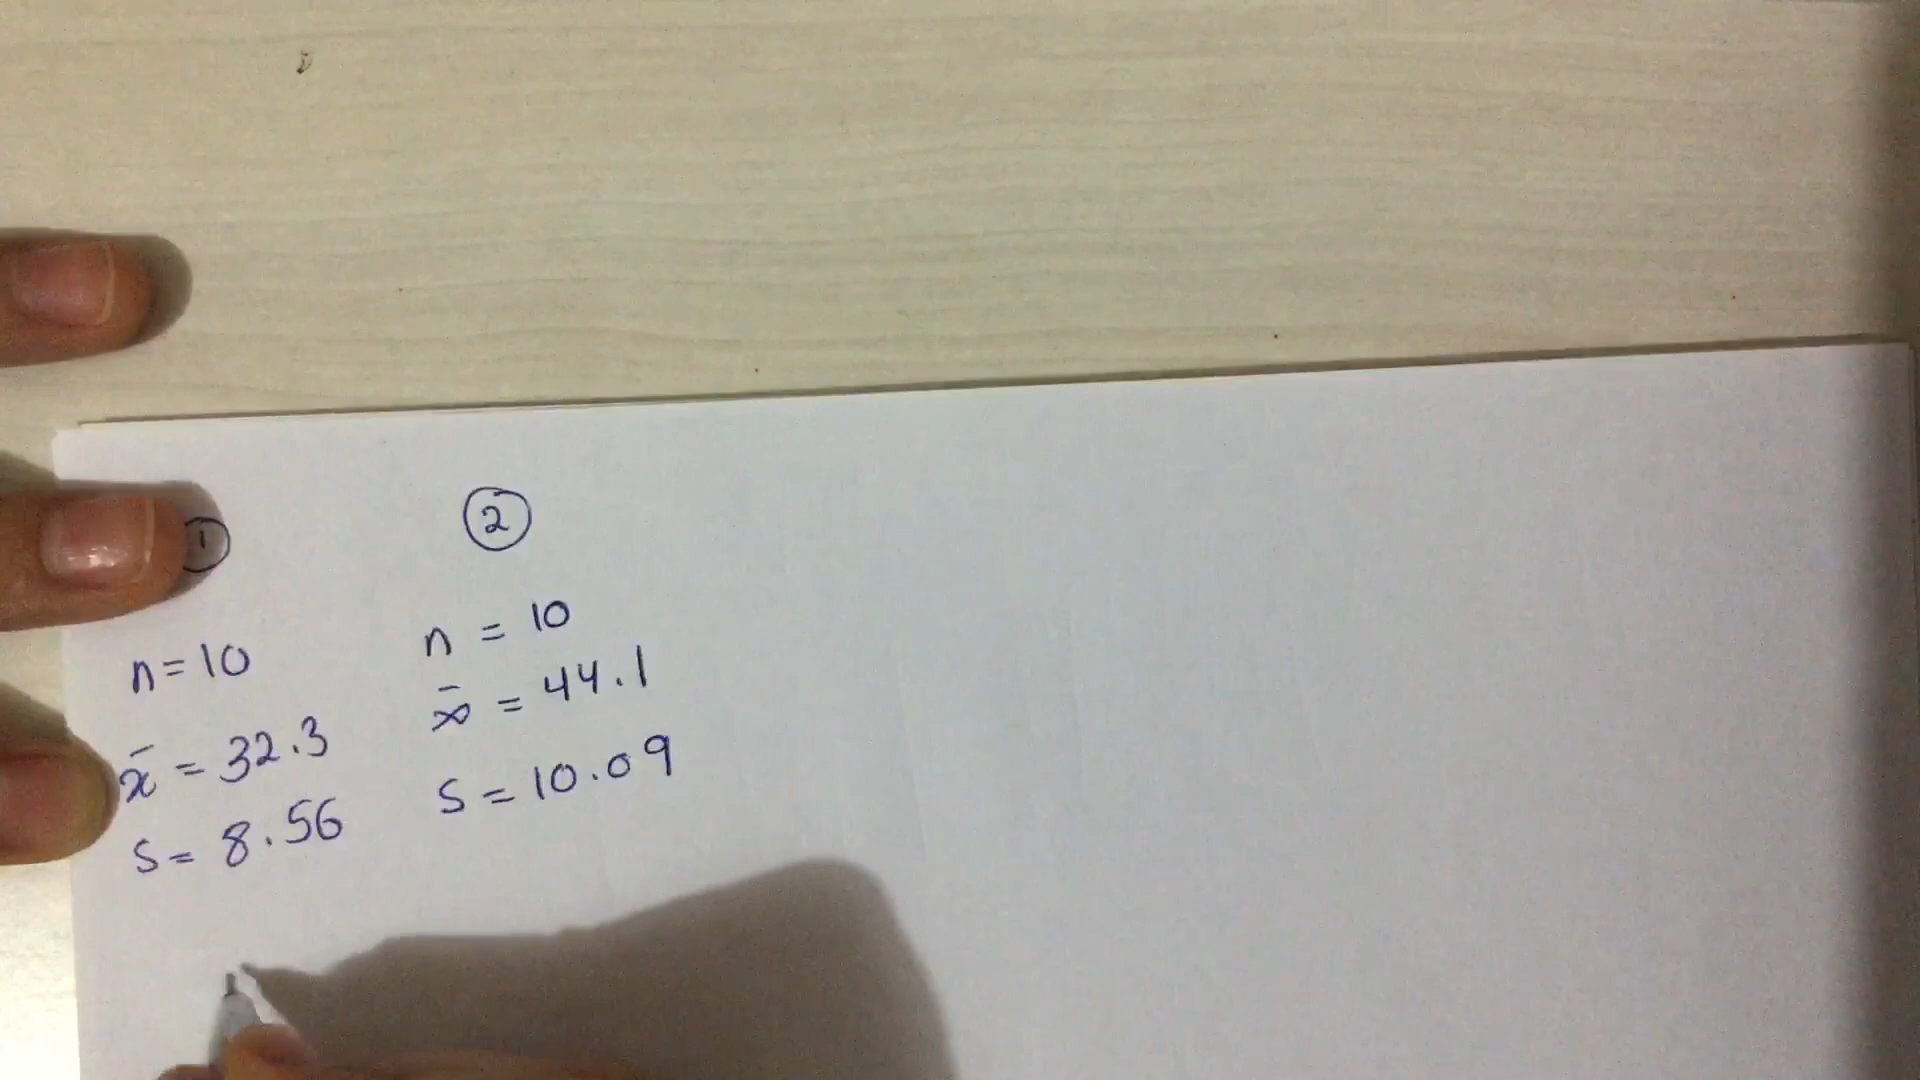 ① ②
n = 10
x̄ = 32.3
s = 8.56
n = 10
x̄ = 44.1
s = 10.09